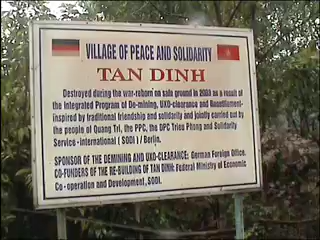 VILLAGE OF PEACE AND SOLIDARITY
TAN DINH
Destroyed during the war-reborn on safe ground in 2003 as a result of
the Integrated Program of De-mining, UXO-clearance and Resettlement-
inspired by traditional friendship and solidarity and jointly carried out by
the people of Quang Tri, the PPC, the DPC Trieu Phong and Solidarity
Service-international ( SODI )/ Berlin.
SPONSOR OF THE DEMINING AND UXO-CLEARANCE: German Foreign Office.
CO-FUNDERS OF THE RE-BUILDING OF TAN DINH: Federal Ministry of Economic
Co-operation and Development, SODI.